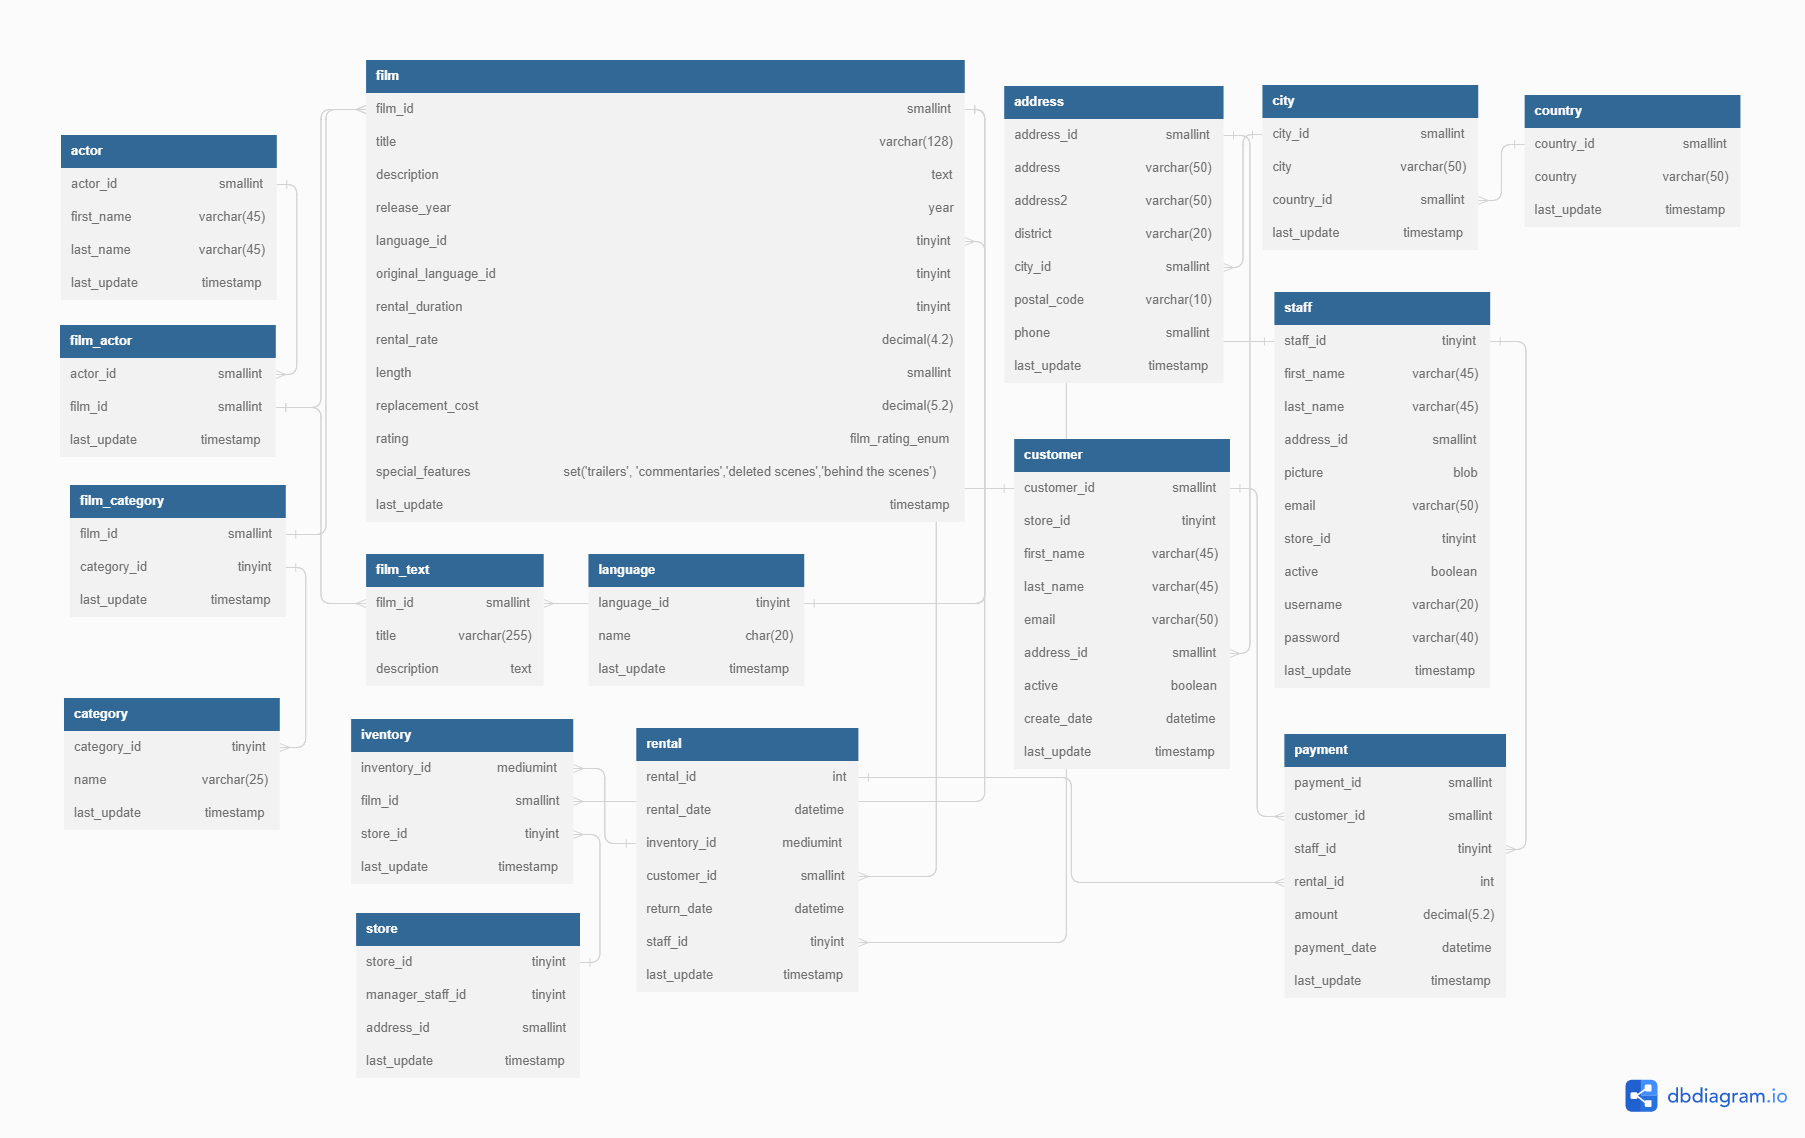 film
film_id smallint
title varchar(128)
description text
release_year year
language_id tinyint
original_language_id tinyint
rental_duration tinyint
rental_rate decimal(4.2)
length smallint
replacement_cost decimal(5.2)
rating film_rating_enum
special_features set('trailers', 'commentaries','deleted scenes','behind the scenes')
last_update timestamp
address
address_id smallint
address varchar(50)
address2 varchar(50)
district varchar(20)
city_id smallint
postal_code varchar(10)
phone smallint
last_update timestamp
city
city_id smallint
city varchar(50)
country_id smallint
last_update timestamp
country
country_id smallint
country varchar(50)
last_update timestamp
actor
actor_id smallint
first_name varchar(45)
last_name varchar(45)
last_update timestamp
film_actor
actor_id smallint
film_id smallint
last_update timestamp
film_category
film_id smallint
category_id tinyint
last_update timestamp
category
category_id tinyint
name varchar(25)
last_update timestamp
film_text
film_id smallint
title varchar(255)
description text
language
language_id tinyint
name char(20)
last_update timestamp
iventory
inventory_id mediumint
film_id smallint
store_id tinyint
last_update timestamp
store
store_id tinyint
manager_staff_id tinyint
address_id smallint
last_update timestamp
rental
rental_id int
rental_date datetime
inventory_id mediumint
customer_id smallint
return_date datetime
staff_id tinyint
last_update timestamp
customer
customer_id smallint
store_id tinyint
first_name varchar(45)
last_name varchar(45)
email varchar(50)
address_id smallint
active boolean
create_date datetime
last_update timestamp
staff
staff_id tinyint
first_name varchar(45)
last_name varchar(45)
address_id smallint
picture blob
email varchar(50)
store_id tinyint
active boolean
username varchar(20)
password varchar(40)
last_update timestamp
payment
payment_id smallint
customer_id smallint
staff_id tinyint
rental_id int
amount decimal(5.2)
payment_date datetime
last_update timestamp
dbdiagram.io